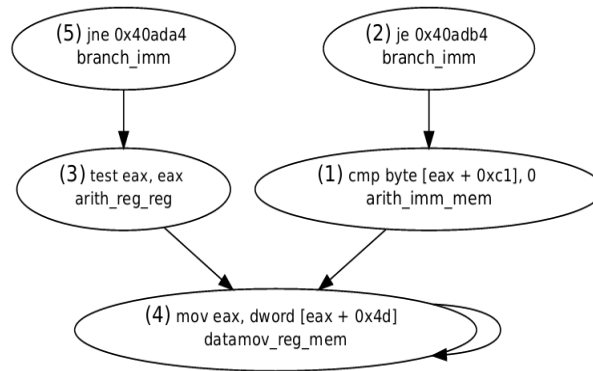 (5) jne 0x40ada4
branch_imm
(2) je 0x40adb4
branch_imm
(3) test eax, eax
arith_reg_reg
(1) cmp byte [eax + 0xc1], 0
arith_imm_mem
(4) mov eax, dword [eax + 0x4d]
datamov_reg_mem